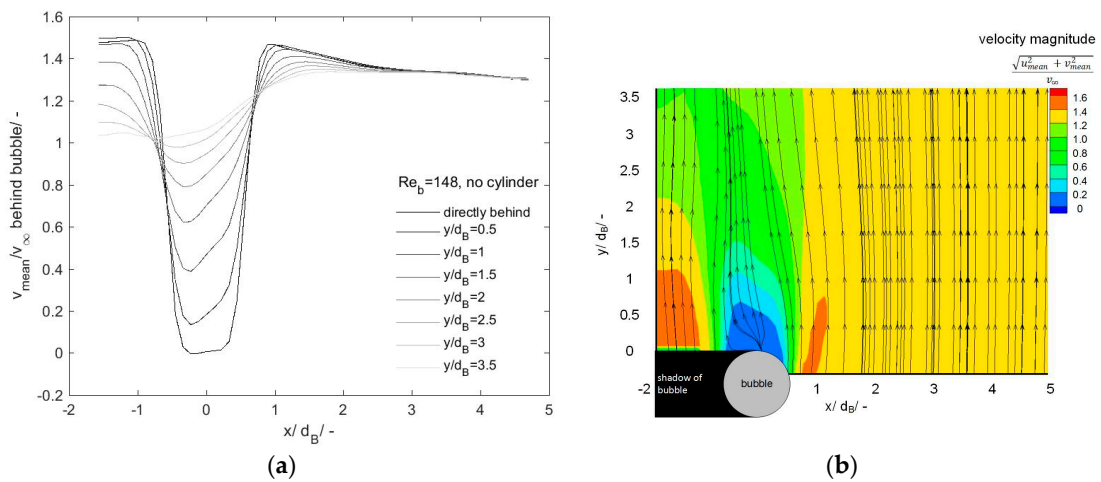 (a)
1.6
1.4
1.2
1
0.8
0.6
0.4
0.2
0
-0.2
v_mean/v_∞ behind bubble/ -
Re_b=148, no cylinder
directly behind
y/d_B=0.5
y/d_B=1
y/d_B=1.5
y/d_B=2
y/d_B=2.5
y/d_B=3
y/d_B=3.5
-2 -1 0 1 2 3 4 5
x/ d_B/ -
(a)
velocity magnitude
√(u²_mean + v²_mean)
v_∞
1.6
1.4
1.2
1.0
0.8
0.6
0.4
0.2
0
3.5
3
2.5
2
1.5
1
0.5
0
y/ d_B/ -
shadow of
bubble
bubble
-2 1 2 3 4 5
x/ d_B/ -
(b)